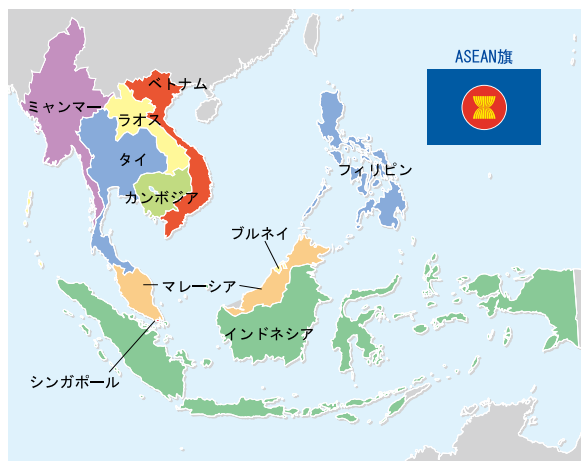 ASEAN旗
ベトナム
ミャンマー
ラオス
タイ
フィリピン
カンボジア
ブルネイ
マレーシア
インドネシア
シンガポール